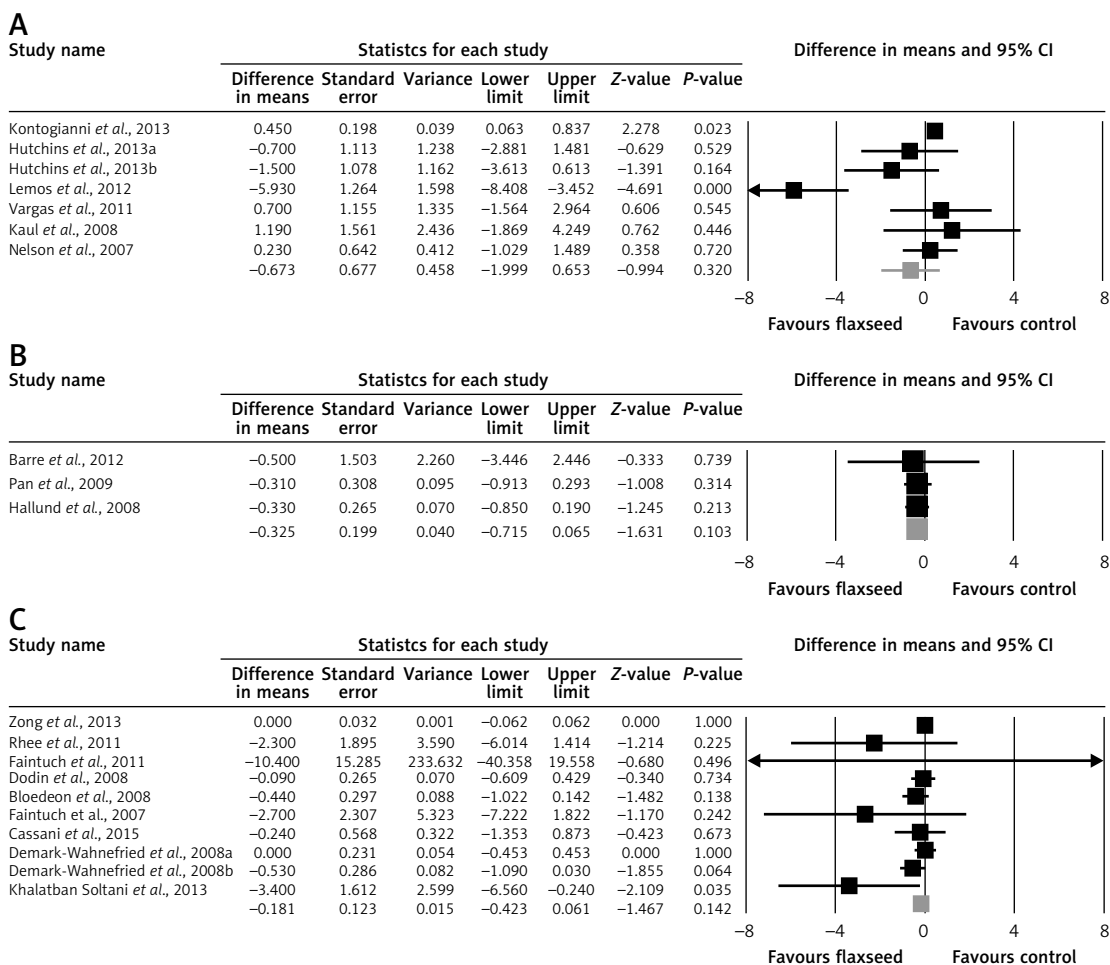 A
Study name Statistcs for each study Difference in means and 95% CI
Difference Standard Variance Lower Upper Z-value P-value
in means error limit limit
Kontogianni et al., 2013 0.450 0.198 0.039 0.063 0.837 2.278 0.023
Hutchins et al., 2013a −0.700 1.113 1.238 −2.881 1.481 −0.629 0.529
Hutchins et al., 2013b −1.500 1.078 1.162 −3.613 0.613 −1.391 0.164
Lemos et al., 2012 −5.930 1.264 1.598 −8.408 −3.452 −4.691 0.000
Vargas et al., 2011 0.700 1.155 1.335 −1.564 2.964 0.606 0.545
Kaul et al., 2008 1.190 1.561 2.436 −1.869 4.249 0.762 0.446
Nelson et al., 2007 0.230 0.642 0.412 −1.029 1.489 0.358 0.720
−0.673 0.677 0.458 −1.999 0.653 −0.994 0.320
−8 −4 0 4 8
Favours flaxseed Favours control
B
Study name Statistcs for each study Difference in means and 95% CI
Difference Standard Variance Lower Upper Z-value P-value
in means error limit limit
Barre et al., 2012 −0.500 1.503 2.260 −3.446 2.446 −0.333 0.739
Pan et al., 2009 −0.310 0.308 0.095 −0.913 0.293 −1.008 0.314
Hallund et al., 2008 −0.330 0.265 0.070 −0.850 0.190 −1.245 0.213
−0.325 0.199 0.040 −0.715 0.065 −1.631 0.103
−8 −4 0 4 8
Favours flaxseed Favours control
C
Study name Statistcs for each study Difference in means and 95% CI
Difference Standard Variance Lower Upper Z-value P-value
in means error limit limit
Zong et al., 2013 0.000 0.032 0.001 −0.062 0.062 0.000 1.000
Rhee et al., 2011 −2.300 1.895 3.590 −6.014 1.414 −1.214 0.225
Faintuch et al., 2011 −10.400 15.285 233.632 −40.358 19.558 −0.680 0.496
Dodin et al., 2008 −0.090 0.265 0.070 −0.609 0.429 −0.340 0.734
Bloedeon et al., 2008 −0.440 0.297 0.088 −1.022 0.142 −1.482 0.138
Faintuch et al., 2007 −2.700 2.307 5.323 −7.222 1.822 −1.170 0.242
Cassani et al., 2015 −0.240 0.568 0.322 −1.353 0.873 −0.423 0.673
Demark-Wahnefried et al., 2008a 0.000 0.231 0.054 −0.453 0.453 0.000 1.000
Demark-Wahnefried et al., 2008b −0.530 0.286 0.082 −1.090 0.030 −1.855 0.064
Khalatban Soltani et al., 2013 −3.400 1.612 2.599 −6.560 −0.240 −2.109 0.035
−0.181 0.123 0.015 −0.423 0.061 −1.467 0.142
−8 −4 0 4 8
Favours flaxseed Favours control